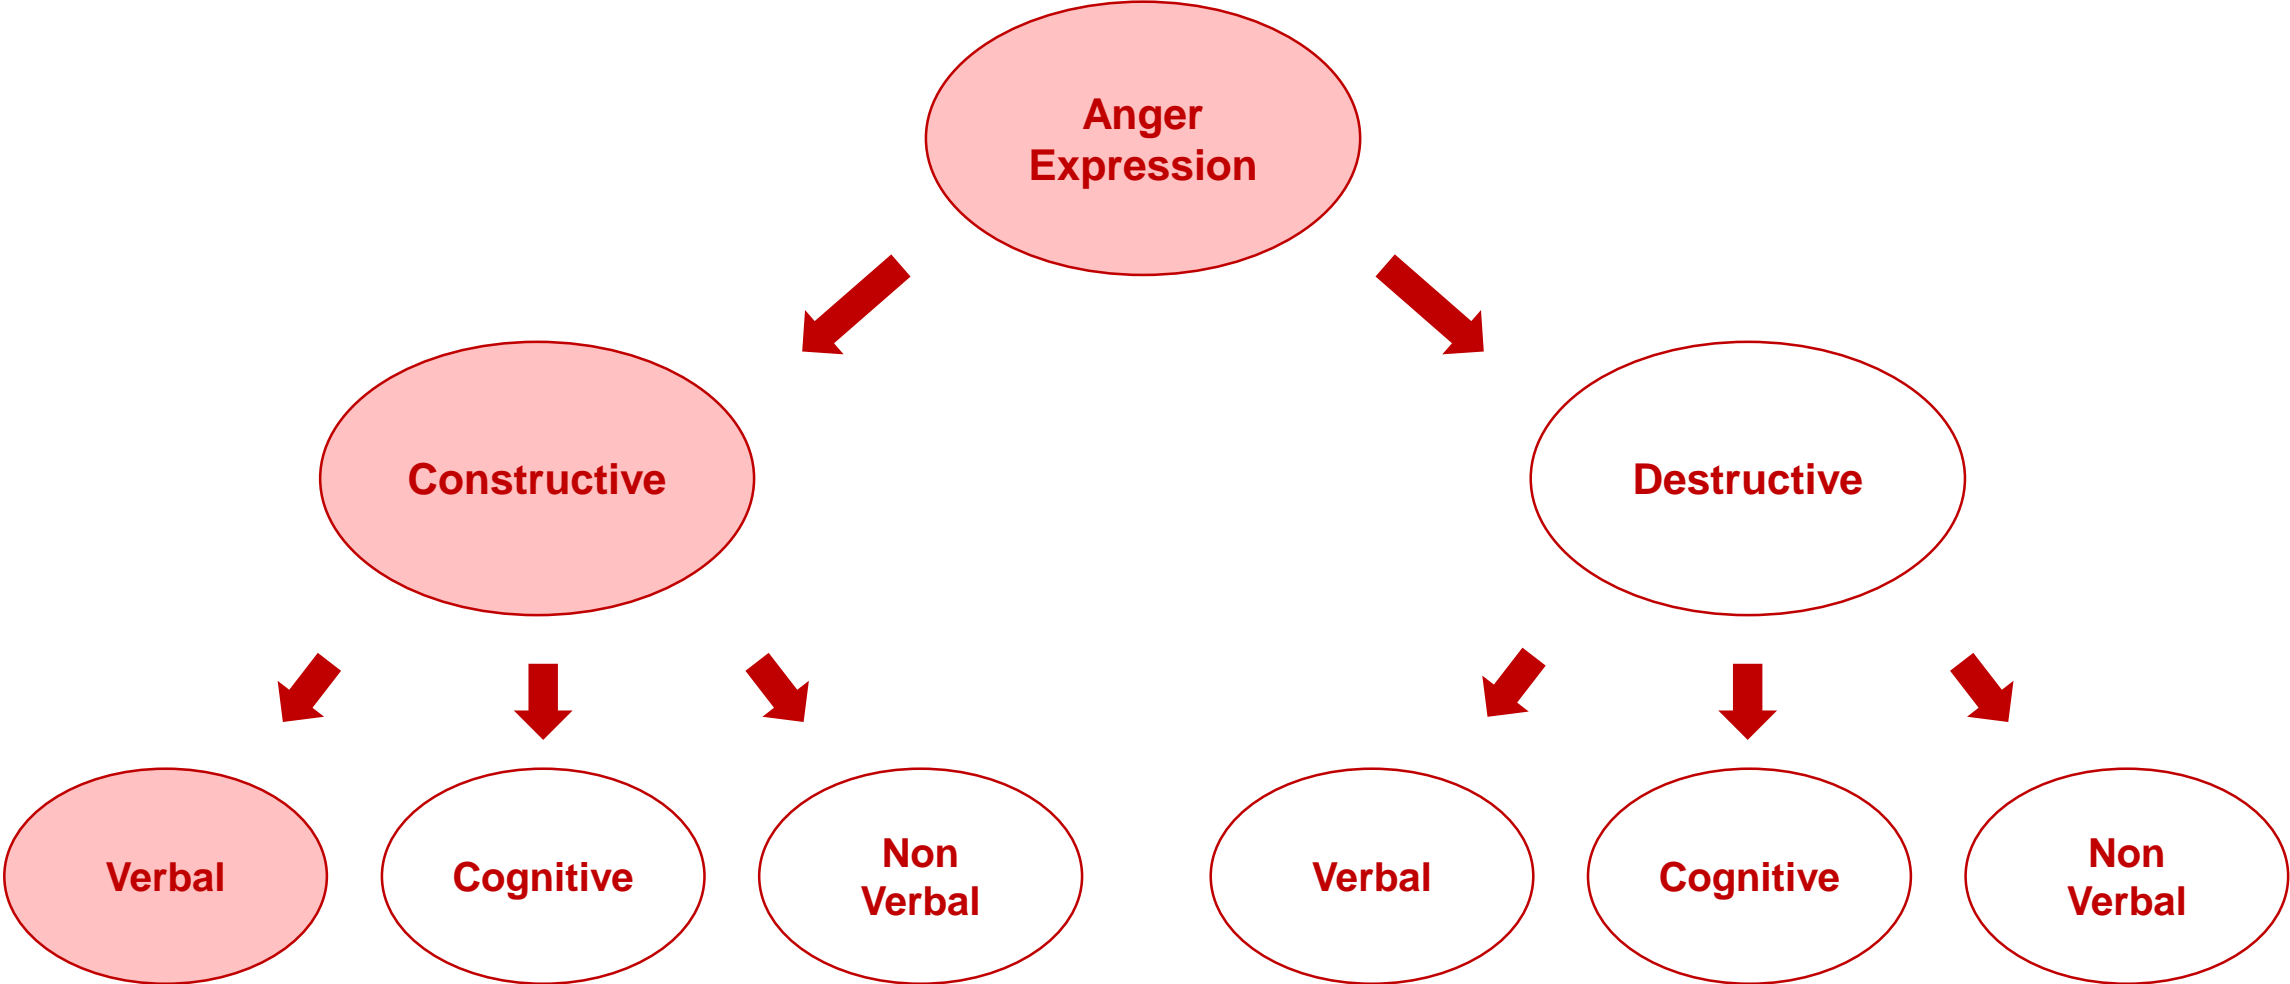 Anger
Expression
Constructive
Destructive
Verbal
Cognitive
Non
Verbal
Verbal
Cognitive
Non
Verbal